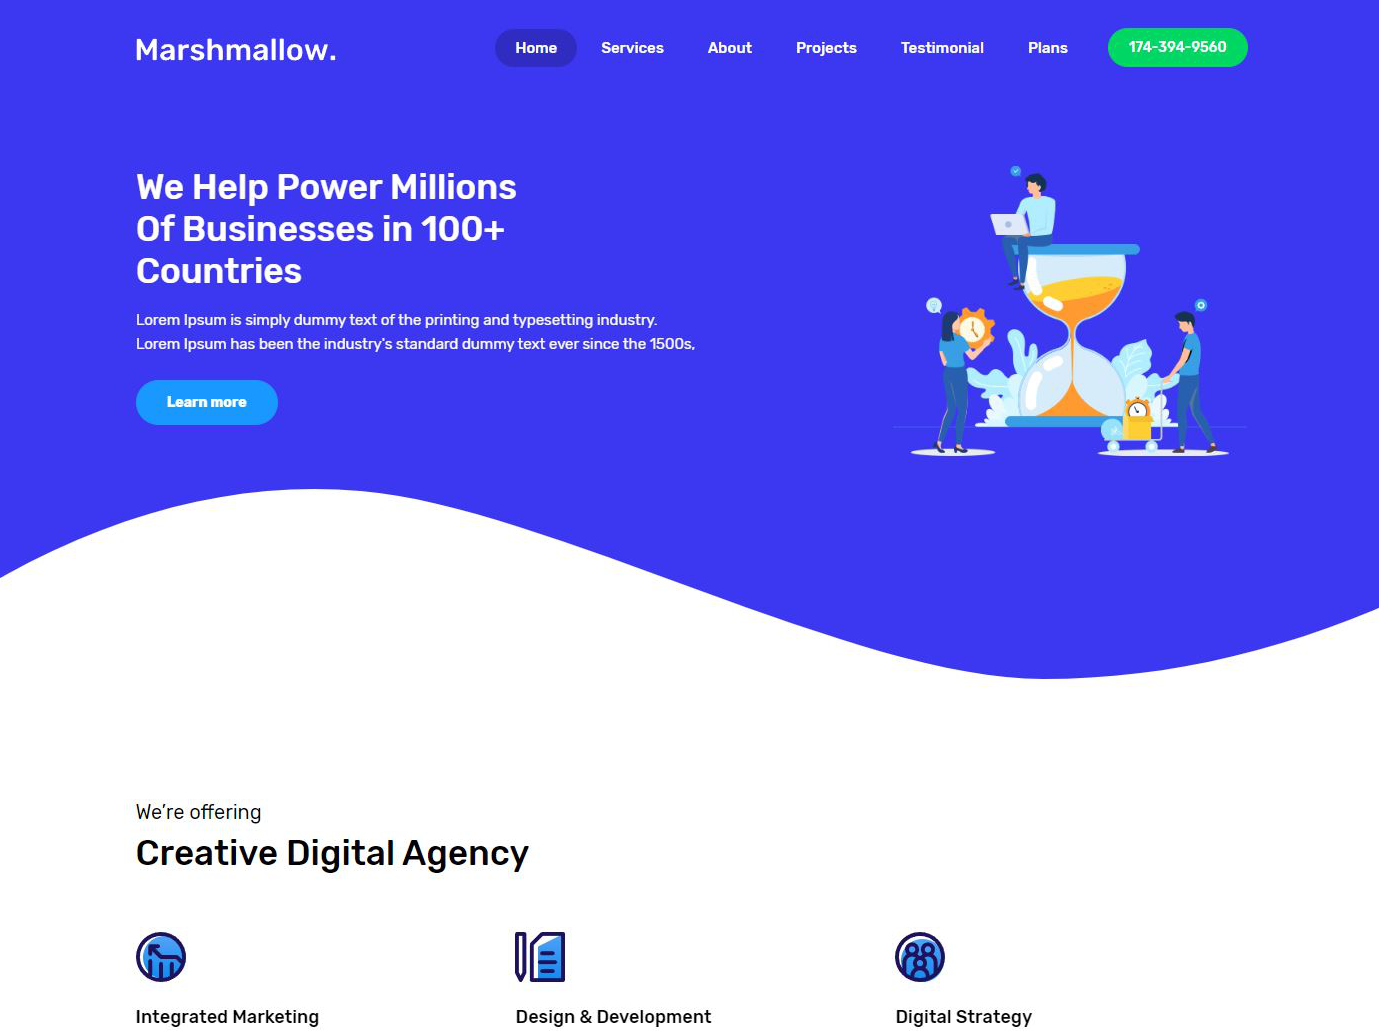 Marshmallow.
Home Services About Projects Testimonial Plans 174-394-9560
We Help Power Millions
Of Businesses in 100+
Countries
Lorem Ipsum is simply dummy text of the printing and typesetting industry.
Lorem Ipsum has been the industry's standard dummy text ever since the 1500s,
Learn more
We're offering
Creative Digital Agency
Integrated Marketing
Design & Development
Digital Strategy